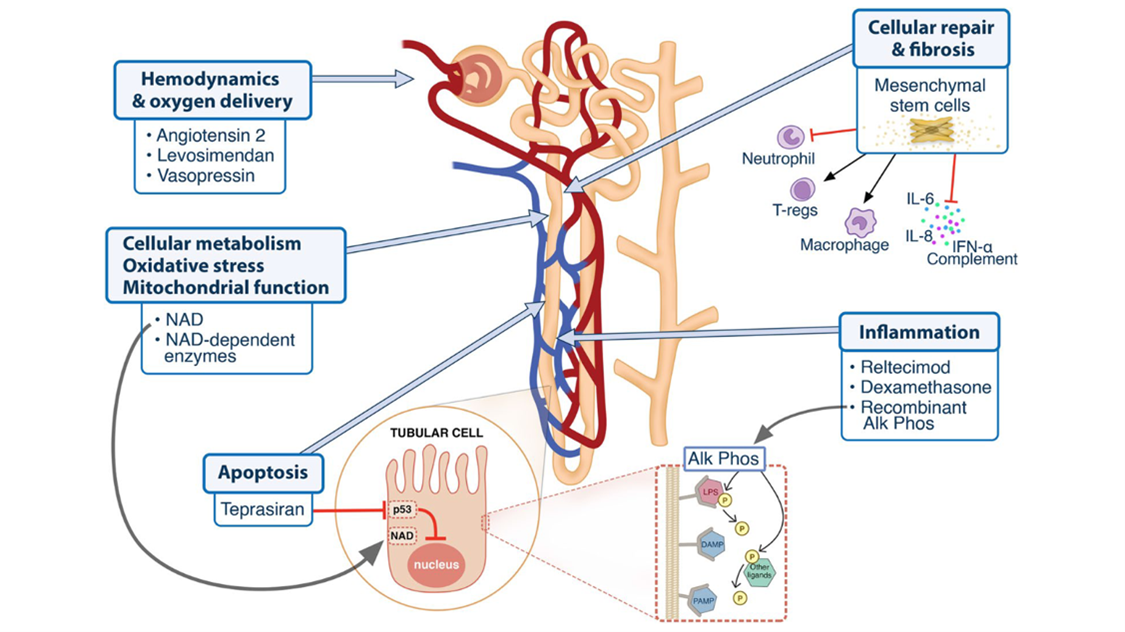 Hemodynamics
& oxygen delivery
• Angiotensin 2
• Levosimendan
• Vasopressin
Cellular metabolism
Oxidative stress
Mitochondrial function
• NAD
• NAD-dependent
enzymes
Apoptosis
Teprasiran
TUBULAR CELL
p53
NAD
nucleus
Cellular repair
& fibrosis
Mesenchymal
stem cells
Neutrophil
T-regs
Macrophage
IL-6
IL-8
IFN-α
Complement
Inflammation
• Reltecimod
• Dexamethasone
• Recombinant
Alk Phos
Alk Phos
LPS
P
P
DAMP
P
Other
ligands
PAMP
P